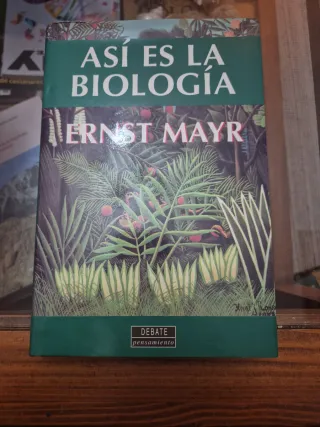 ASÍ ES LA
BIOLOGÍA
ERNST MAYR
DEBATE
pensamiento